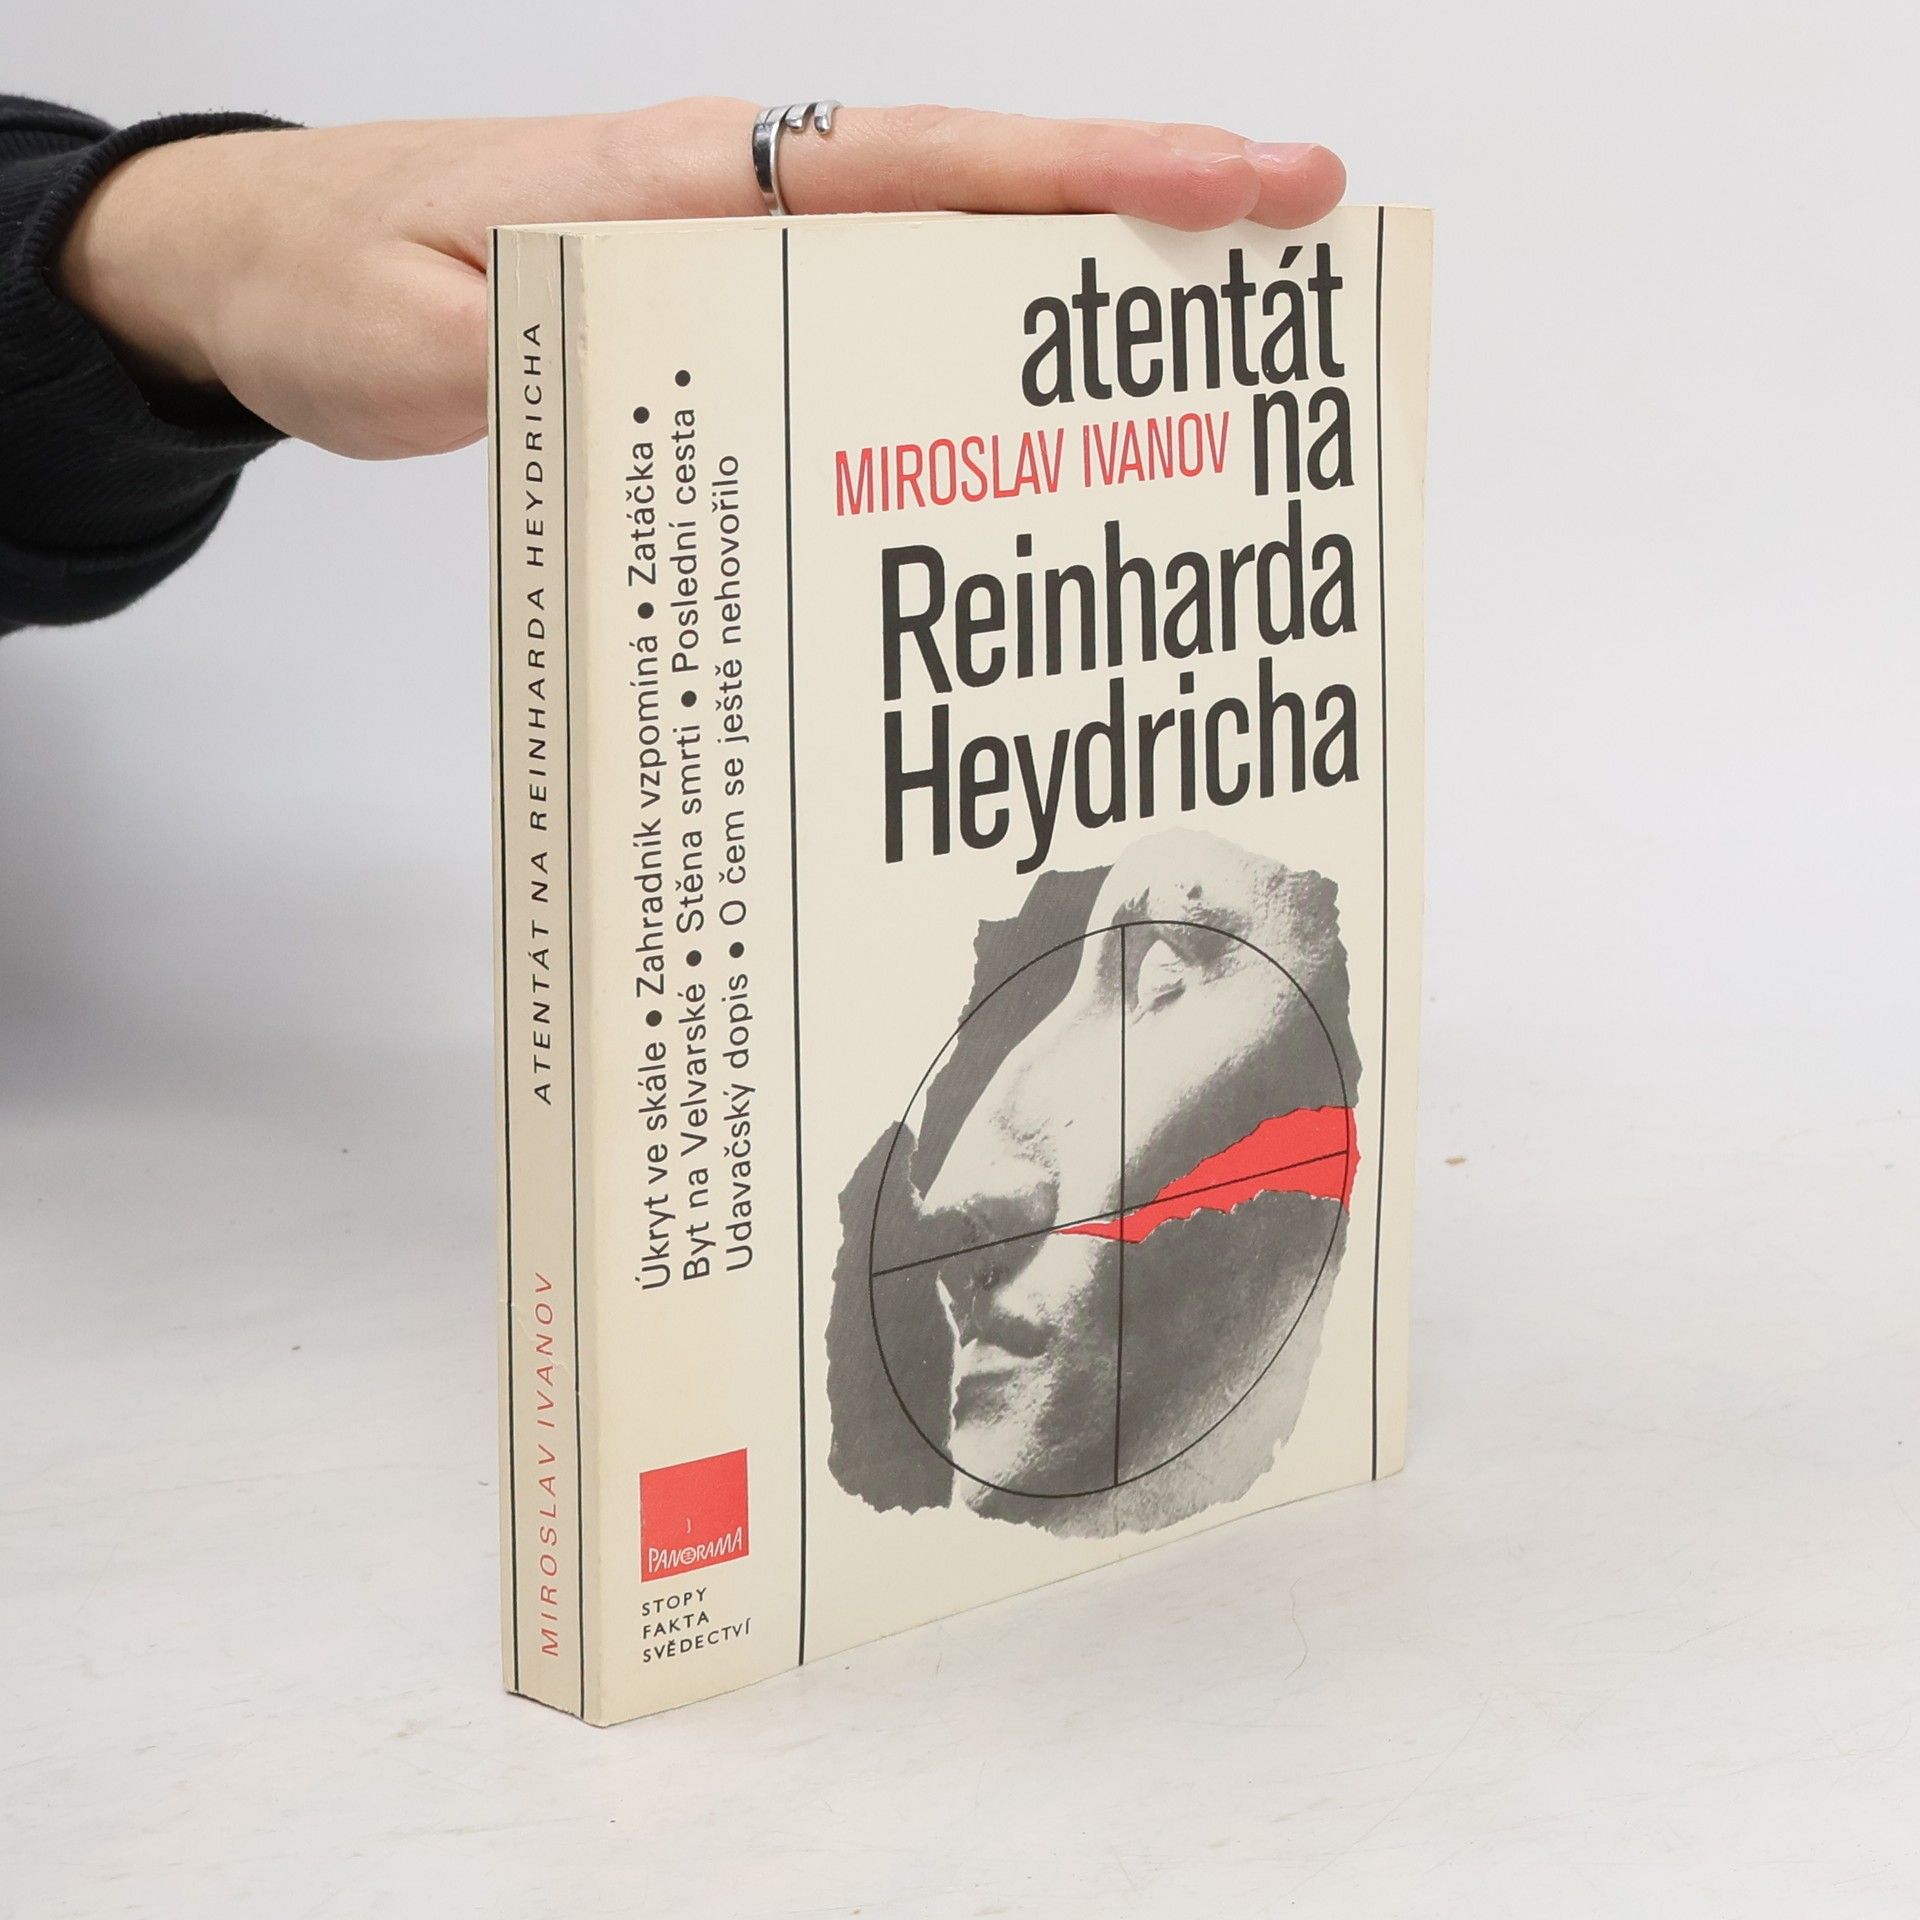 atentát
na
MIROSLAV IVANOV
Reinharda
Heydricha
Úkryt ve skále • Zahradník vzpomíná • Zatáčka •
Byt na Velvarské • Stěna smrti • Poslední cesta •
Udavačský dopis • O čem se ještě nehovořilo
PANORAMA
STOPY
FAKTA
SVĚDECTVÍ
MIROSLAV IVANOV ATENTÁT NA REINHARDA HEYDRICHA